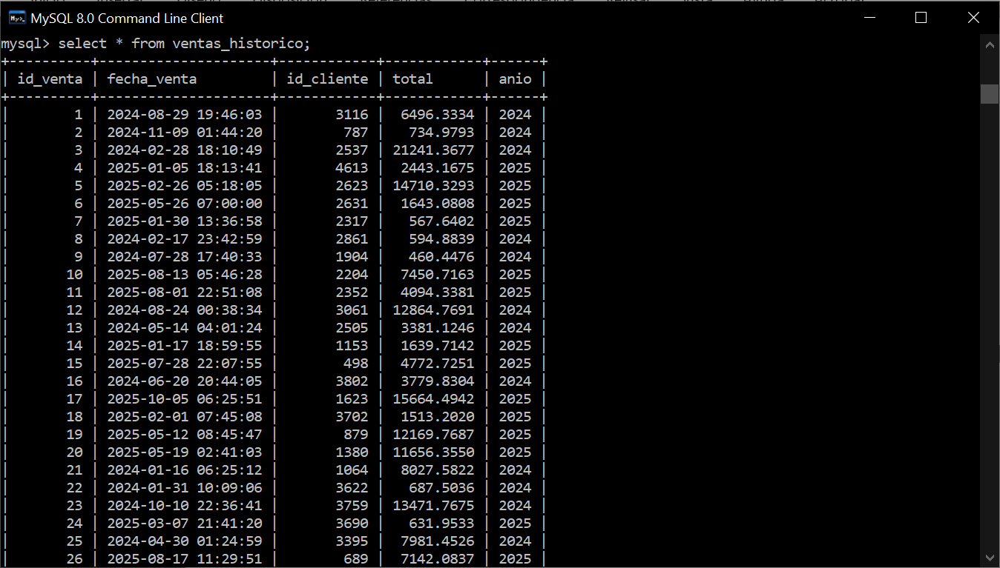 MySQL 8.0 Command Line Client
mysql> select * from ventas_historico;
+----------+---------------------+------------+------------+------+
| id_venta | fecha_venta         | id_cliente | total      | anio |
+----------+---------------------+------------+------------+------+
|        1 | 2024-08-29 19:46:03 |       3116 |  6496.3334 | 2024 |
|        2 | 2024-11-09 01:44:20 |        787 |   734.9793 | 2024 |
|        3 | 2024-02-28 18:10:49 |       2537 | 21241.3677 | 2024 |
|        4 | 2025-01-05 18:13:41 |       4613 |  2443.1675 | 2025 |
|        5 | 2025-02-26 05:18:05 |       2623 | 14710.3293 | 2025 |
|        6 | 2025-05-26 07:00:00 |       2631 |  1643.0808 | 2025 |
|        7 | 2025-01-30 13:36:58 |       2317 |   567.6402 | 2025 |
|        8 | 2024-02-17 23:42:59 |       2861 |   594.8839 | 2024 |
|        9 | 2024-07-28 17:40:33 |       1904 |   460.4476 | 2024 |
|       10 | 2025-08-13 05:46:28 |       2204 |  7450.7163 | 2025 |
|       11 | 2025-08-01 22:51:08 |       2352 |  4094.3381 | 2025 |
|       12 | 2024-08-24 00:38:34 |       3061 | 12864.7691 | 2024 |
|       13 | 2024-05-14 04:01:24 |       2505 |  3381.1246 | 2024 |
|       14 | 2025-01-17 18:59:55 |       1153 |  1639.7142 | 2025 |
|       15 | 2025-07-28 22:07:55 |        498 |  4772.7251 | 2025 |
|       16 | 2024-06-20 20:44:05 |       3802 |  3779.8304 | 2024 |
|       17 | 2025-10-05 06:25:51 |       1623 | 15664.4942 | 2025 |
|       18 | 2025-02-01 07:45:08 |       3702 |  1513.2020 | 2025 |
|       19 | 2025-05-12 08:45:47 |        879 | 12169.7687 | 2025 |
|       20 | 2025-05-19 02:41:03 |       1380 | 11656.3550 | 2025 |
|       21 | 2024-01-16 06:25:12 |       1064 |  8027.5822 | 2024 |
|       22 | 2024-01-31 10:09:06 |       3622 |   687.5036 | 2024 |
|       23 | 2024-10-10 22:36:41 |       3759 | 13471.7675 | 2024 |
|       24 | 2025-03-07 21:41:20 |       3690 |   631.9533 | 2025 |
|       25 | 2024-04-30 01:24:59 |       3395 |  7981.4526 | 2024 |
|       26 | 2025-08-17 11:29:51 |        689 |  7142.0837 | 2025 |